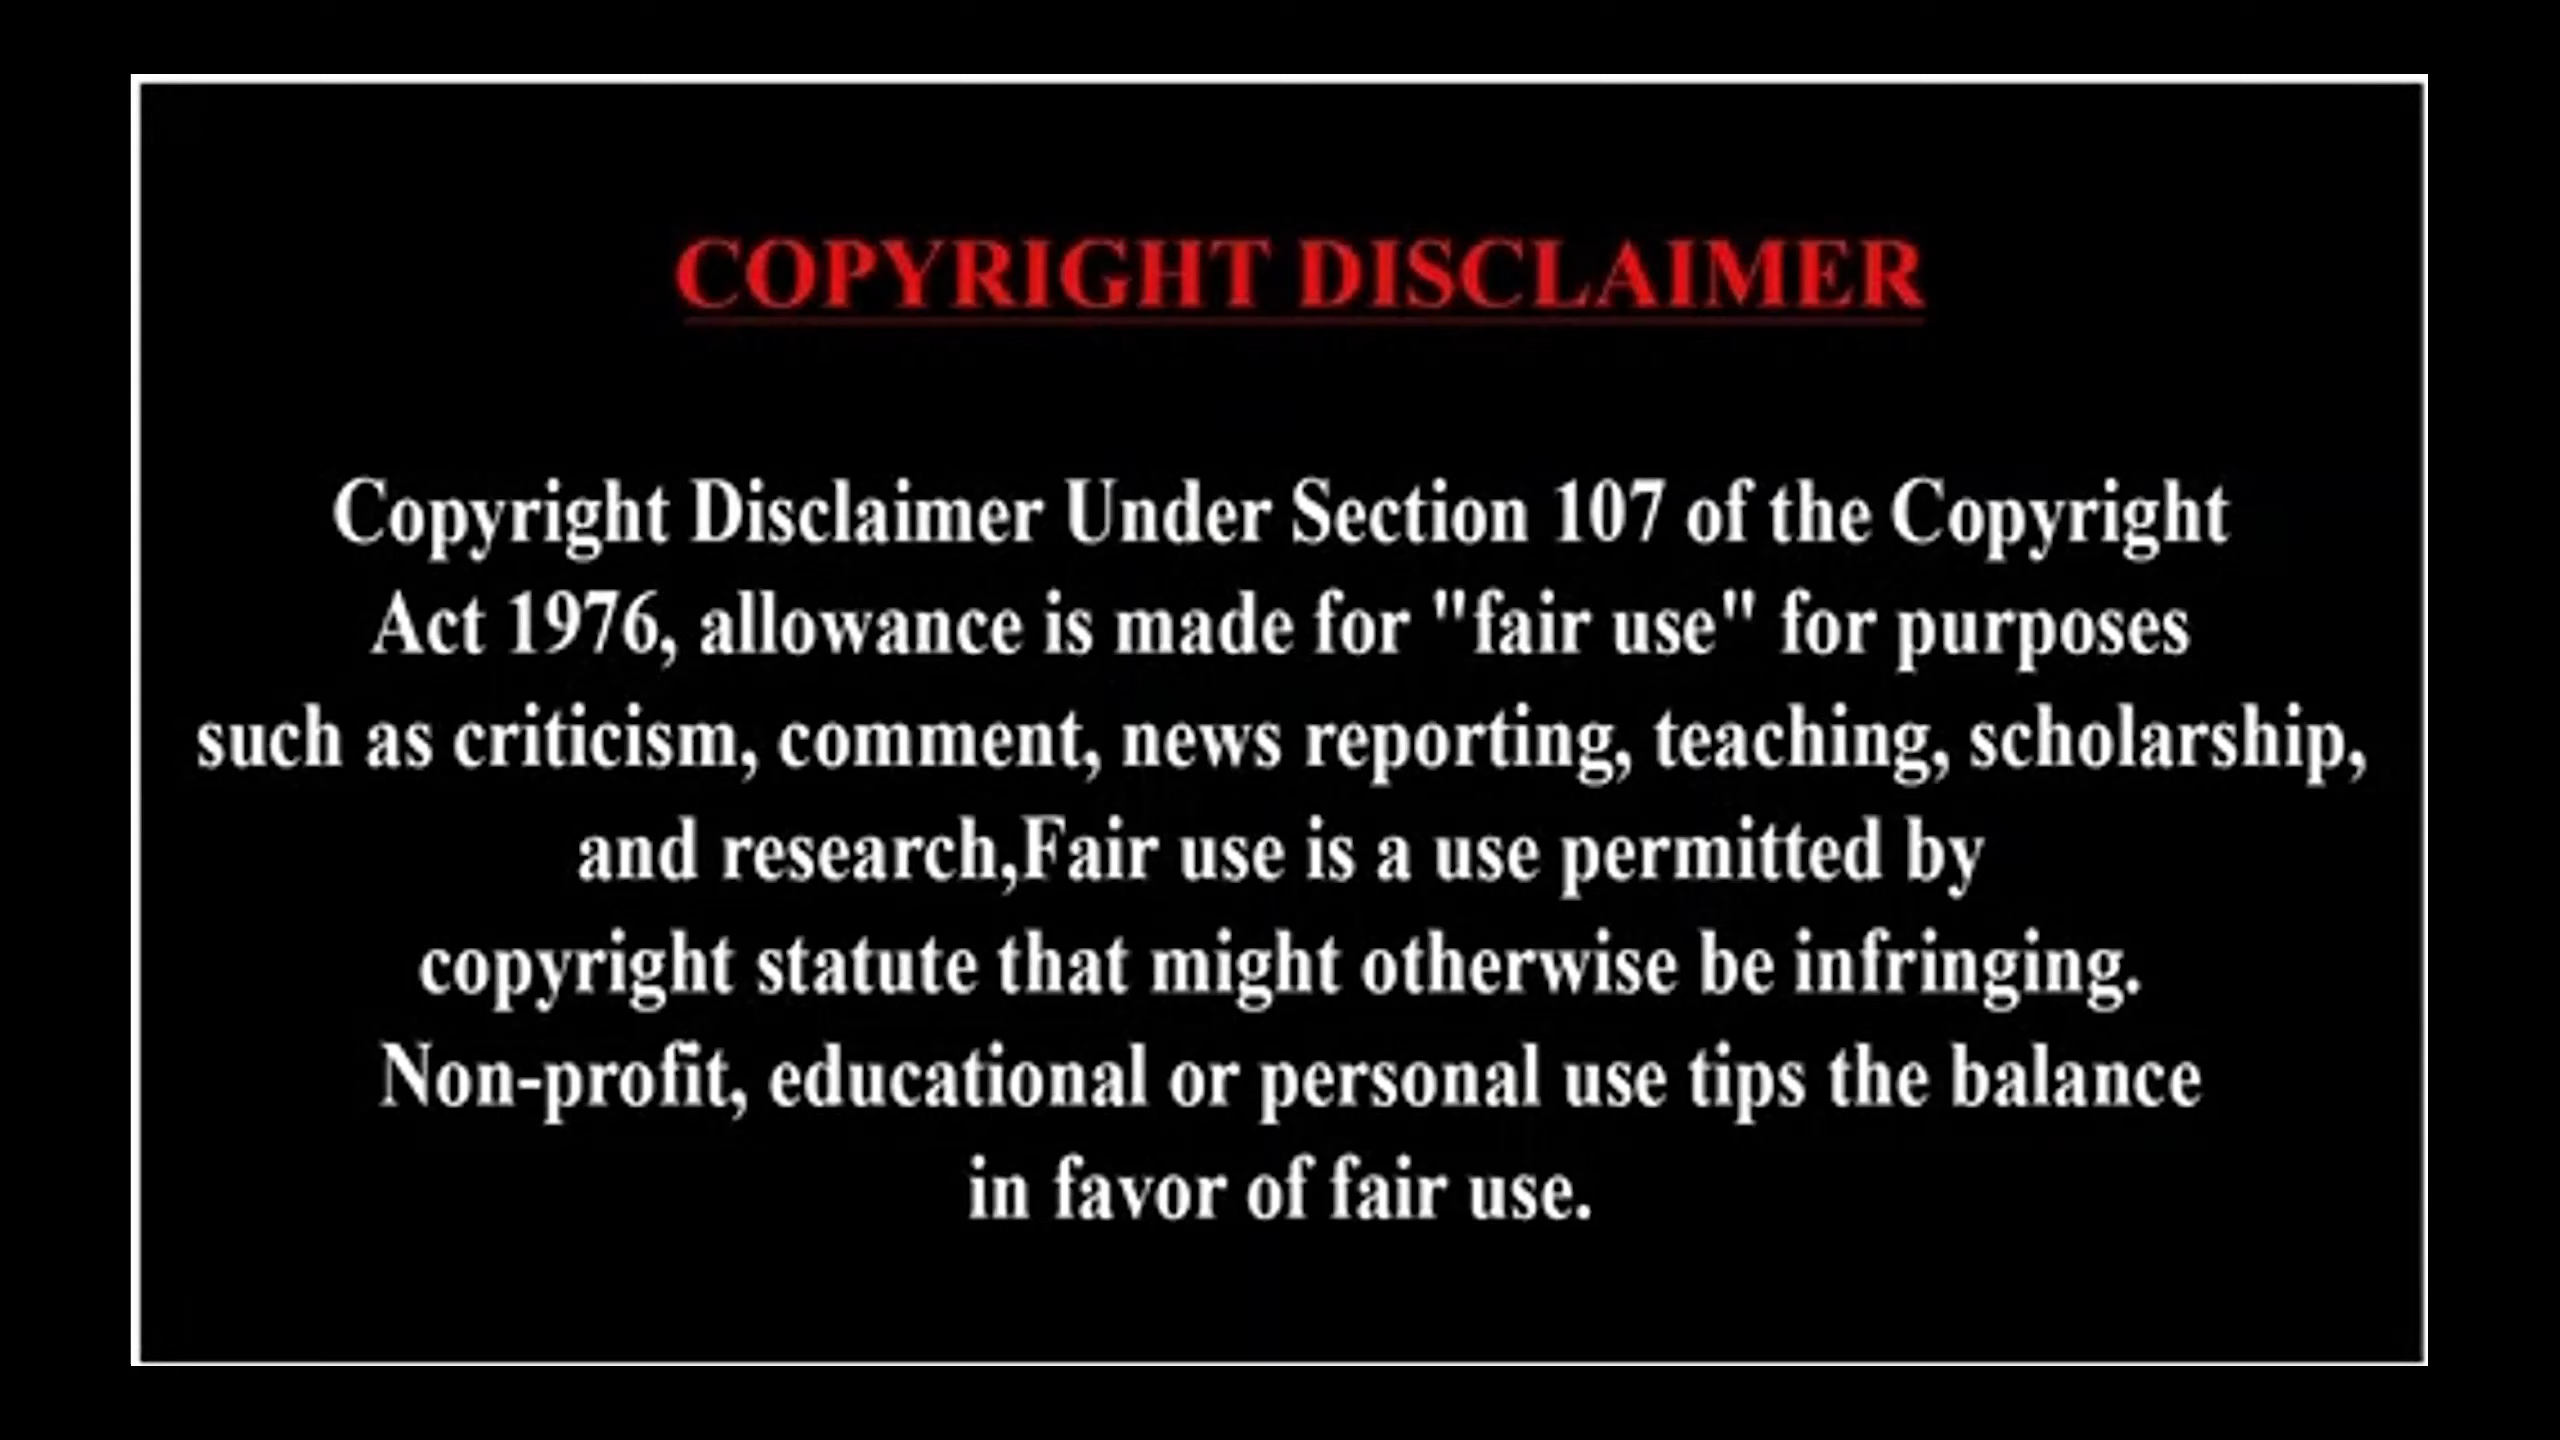 COPYRIGHT DISCLAIMER
Copyright Disclaimer Under Section 107 of the Copyright
Act 1976, allowance is made for "fair use" for purposes
such as criticism, comment, news reporting, teaching, scholarship,
and research,Fair use is a use permitted by
copyright statute that might otherwise be infringing.
Non-profit, educational or personal use tips the balance
in favor of fair use.